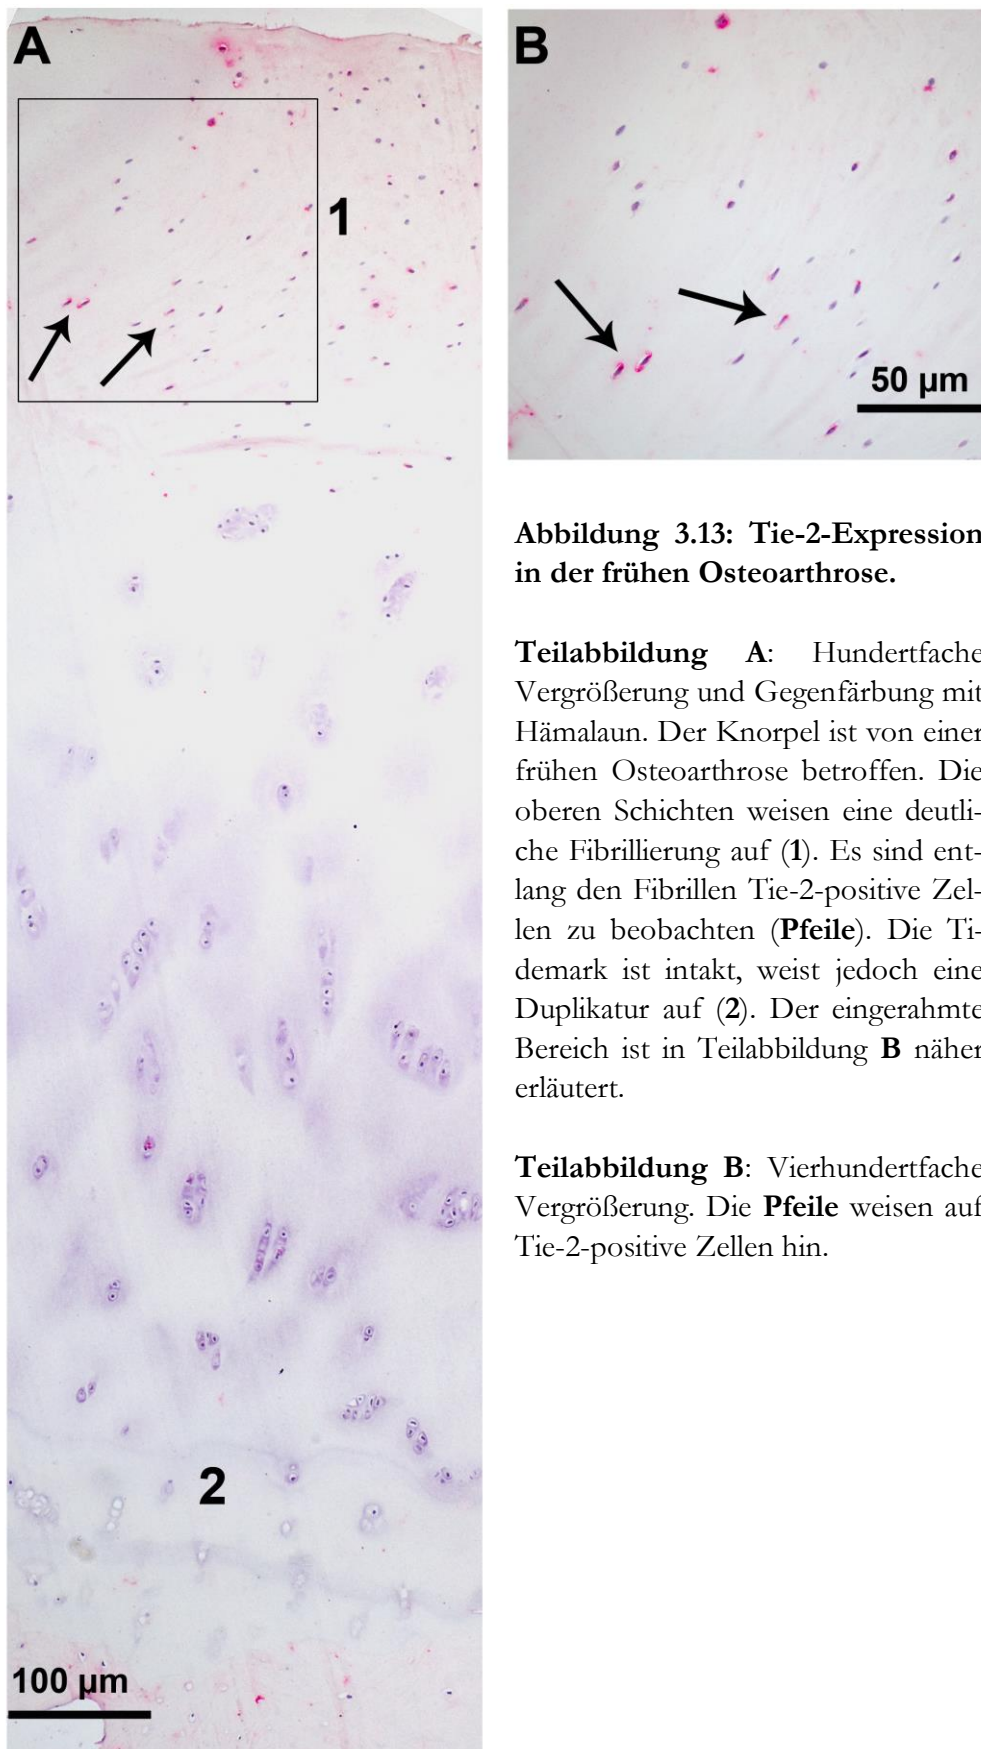 A
B
1
50 µm
Abbildung 3.13: Tie-2-Expression
in der frühen Osteoarthrose.
Teilabbildung A: Hundertfache
Vergrößerung und Gegenfärbung mit
Hämalaun. Der Knorpel ist von einer
frühen Osteoarthrose betroffen. Die
oberen Schichten weisen eine deutli-
che Fibrillierung auf (1). Es sind ent-
lang den Fibrillen Tie-2-positive Zel-
len zu beobachten (Pfeile). Die Ti-
demark ist intakt, weist jedoch eine
Duplikatur auf (2). Der eingerahmte
Bereich ist in Teilabbildung B näher
erläutert.
Teilabbildung B: Vierhundertfache
Vergrößerung. Die Pfeile weisen auf
Tie-2-positive Zellen hin.
2
100 µm